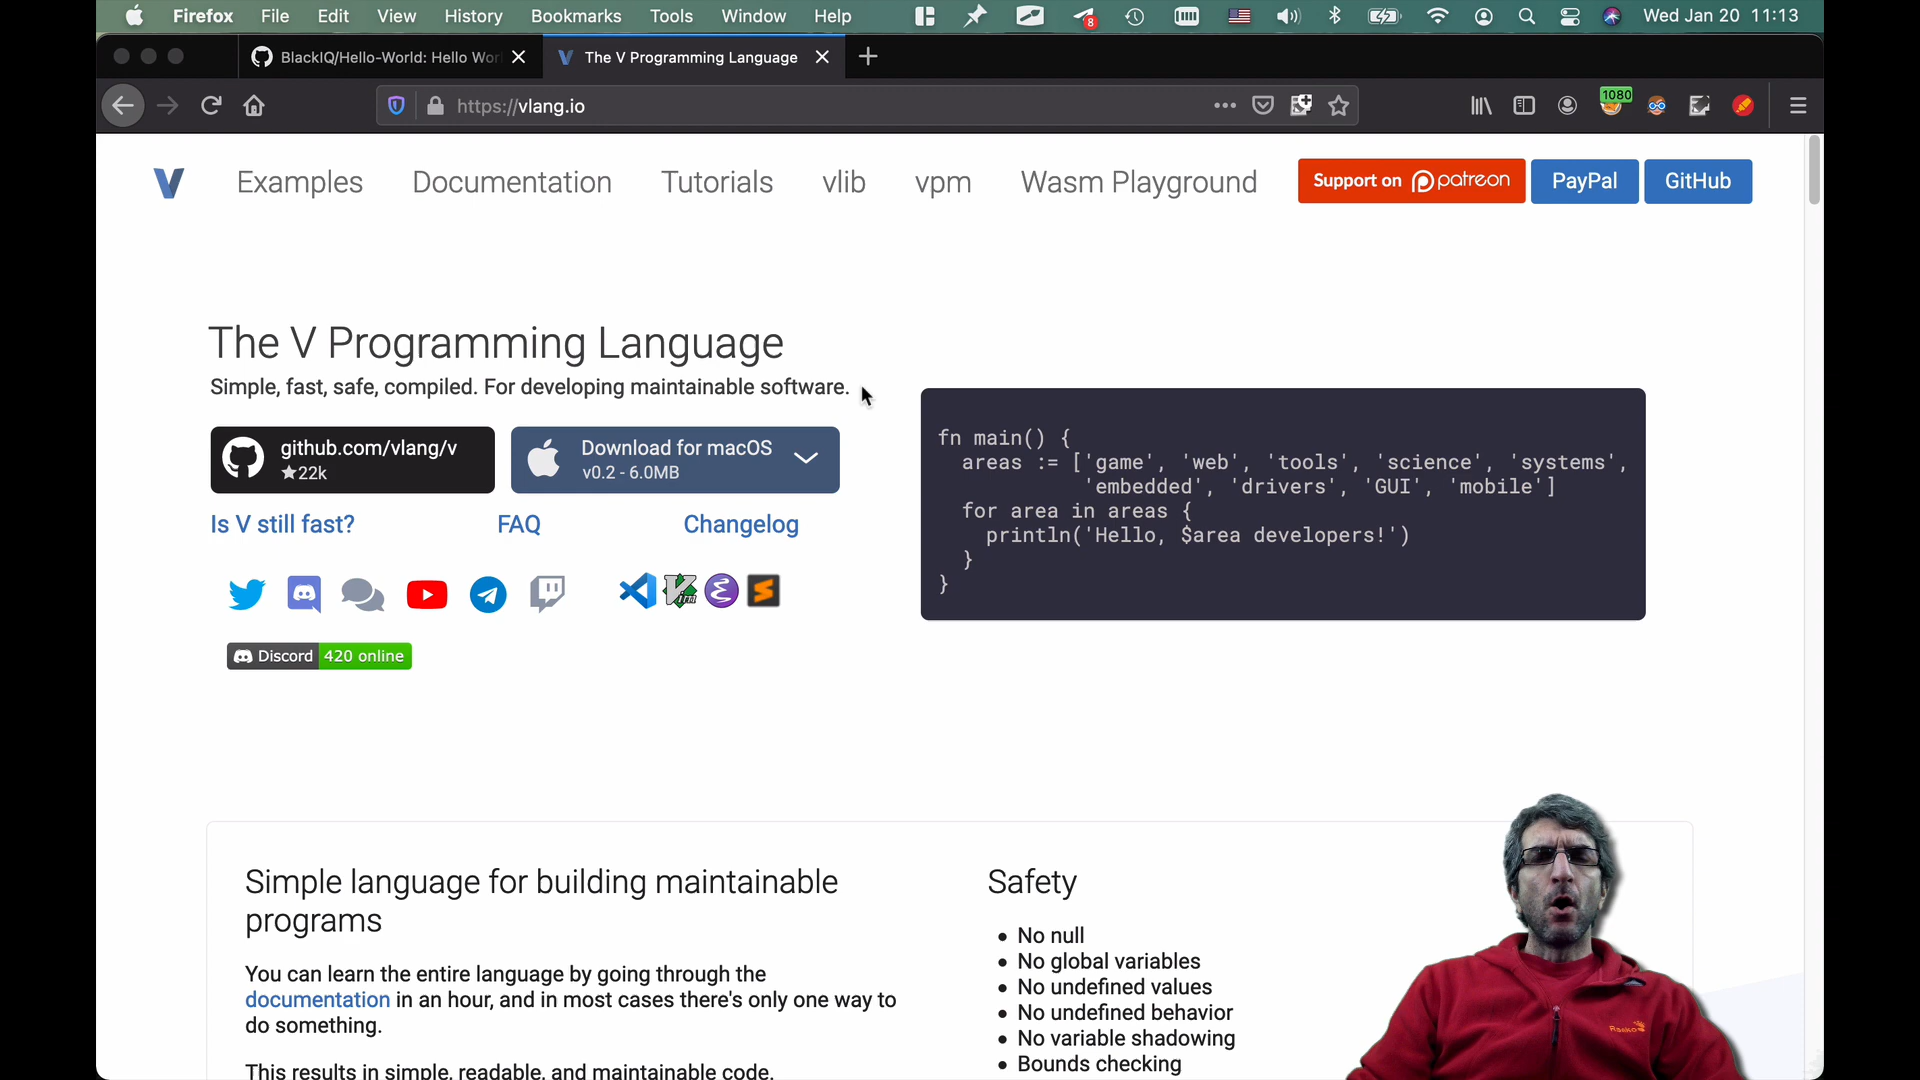 Firefox File Edit View History Bookmarks Tools Window Help 8 Wed Jan 20 11:13
BlackIQ/Hello-World: Hello Wor The V Programming Language
https://vlang.io 1080
V Examples Documentation Tutorials vlib vpm Wasm Playground Support on patreon PayPal GitHub
The V Programming Language
Simple, fast, safe, compiled. For developing maintainable software.
github.com/vlang/v
★22k
Download for macOS
v0.2 - 6.0MB
Is V still fast? FAQ Changelog
Discord 420 online
fn main() {
areas := ['game', 'web', 'tools', 'science', 'systems',
'embedded', 'drivers', 'GUI', 'mobile']
for area in areas {
println('Hello, $area developers!')
}
}
Simple language for building maintainable
programs
You can learn the entire language by going through the
documentation in an hour, and in most cases there's only one way to
do something.
This results in simple, readable, and maintainable code.
Safety
• No null
• No global variables
• No undefined values
• No undefined behavior
• No variable shadowing
• Bounds checking